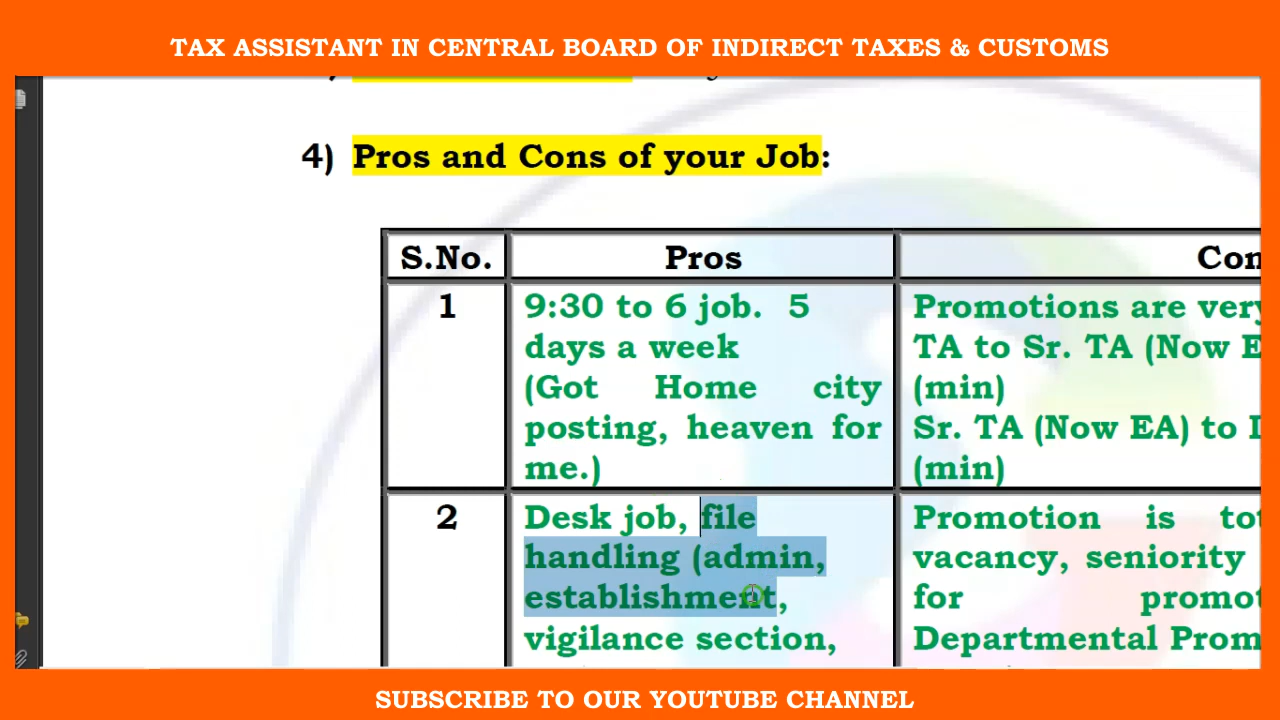 TAX ASSISTANT IN CENTRAL BOARD OF INDIRECT TAXES & CUSTOMS
4) Pros and Cons of your Job:
S.No. Pros Con
1 9:30 to 6 job. 5
days a week
(Got Home city
posting, heaven for
me.)
Promotions are very
TA to Sr. TA (Now E
(min)
Sr. TA (Now EA) to I
(min)
2 Desk job, file
handling (admin,
establishment,
vigilance section,
Promotion is tot
vacancy, seniority
for promot
Departmental Prom
SUBSCRIBE TO OUR YOUTUBE CHANNEL